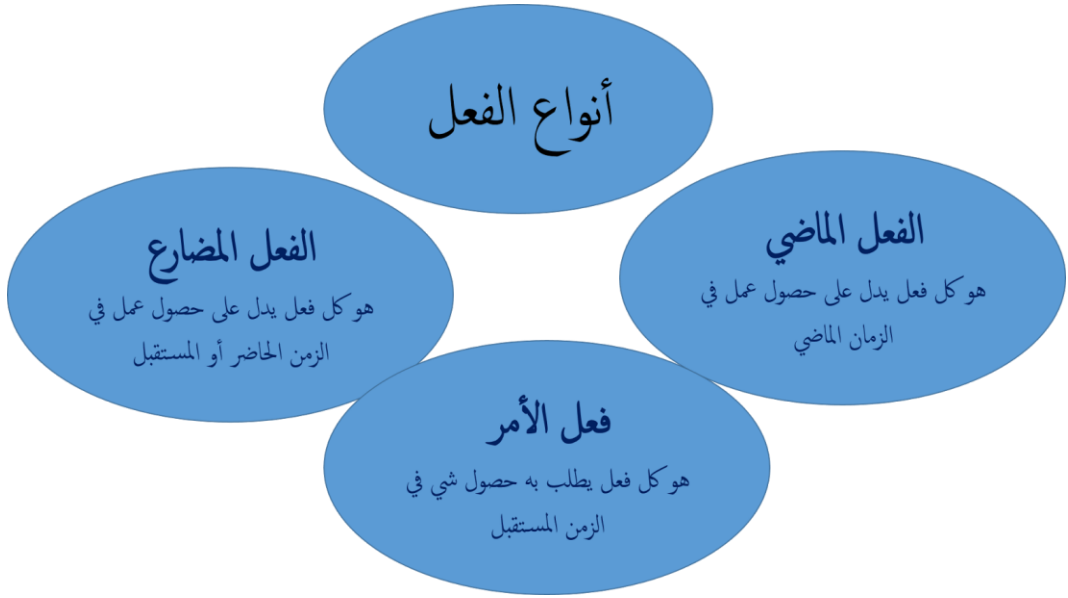 أنواع الفعل
الفعل الماضي
هو كل فعل يدل على حصول عمل في
الزمان الماضي
الفعل المضارع
هو كل فعل يدل على حصول عمل في
الزمن الحاضر أو المستقبل
فعل الأمر
هو كل فعل يطلب به حصول شي في
الزمن المستقبل